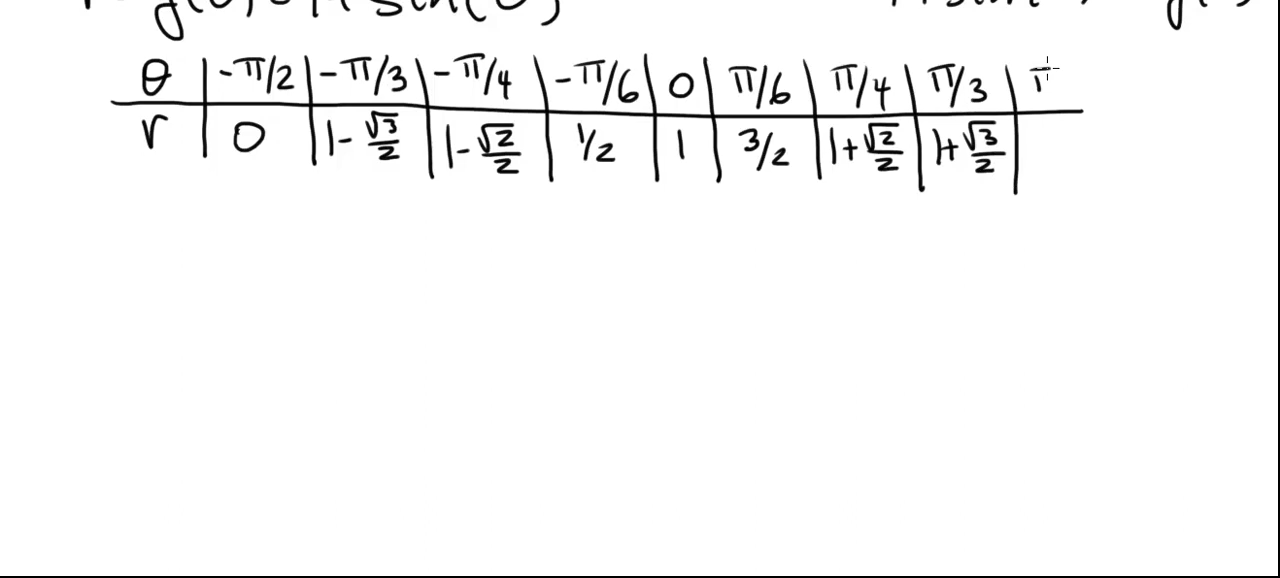 sin(θ)
θ | -π/2 | -π/3 | -π/4 | -π/6 | 0 | π/6 | π/4 | π/3 |
r | 0 | 1-√3/2 | 1-√2/2 | 1/2 | 1 | 3/2 | 1+√2/2 | 1+√3/2 |